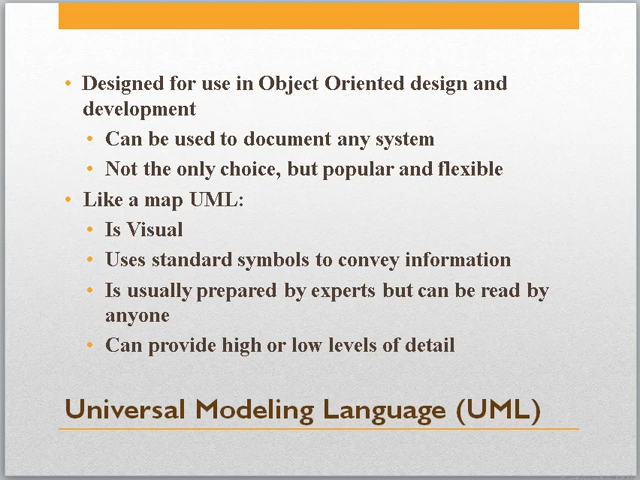 • Designed for use in Object Oriented design and
development
• Can be used to document any system
• Not the only choice, but popular and flexible
• Like a map UML:
• Is Visual
• Uses standard symbols to convey information
• Is usually prepared by experts but can be read by
anyone
• Can provide high or low levels of detail
Universal Modeling Language (UML)